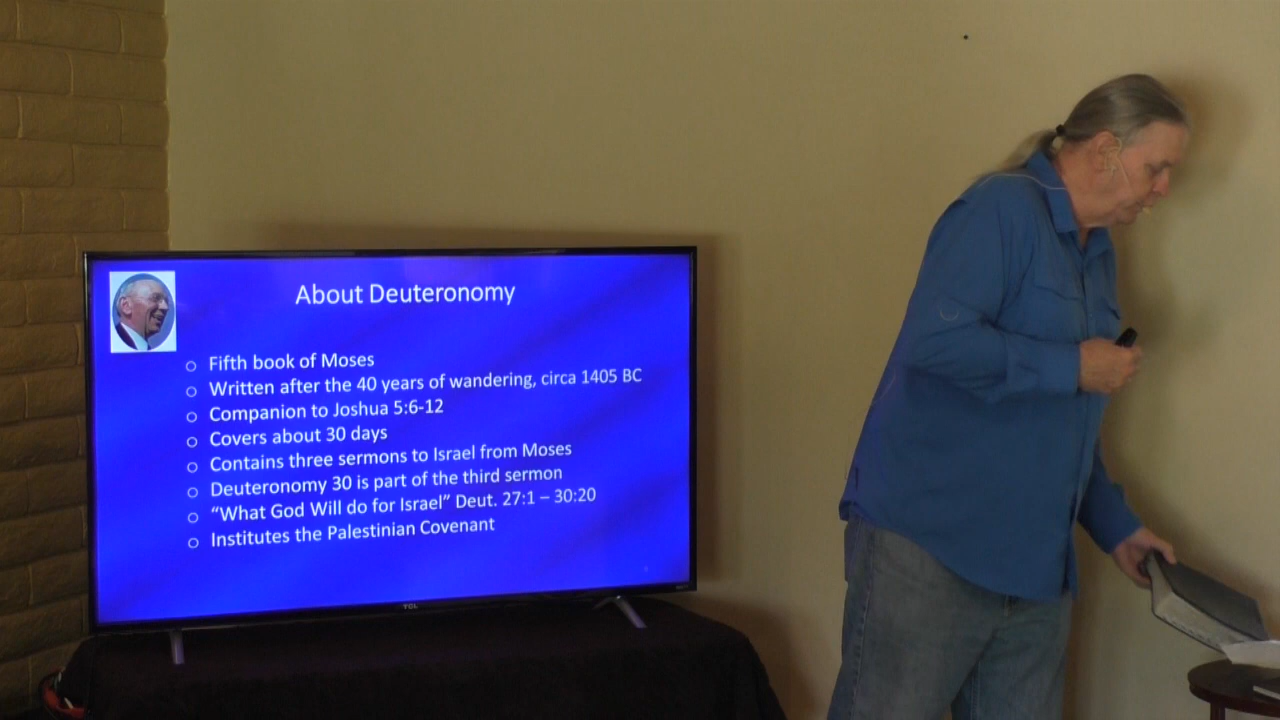 About Deuteronomy
Fifth book of Moses
Written after the 40 years of wandering, circa 1405 BC
Companion to Joshua 5:6-12
Covers about 30 days
Contains three sermons to Israel from Moses
Deuteronomy 30 is part of the third sermon
“What God Will do for Israel” Deut. 27:1 – 30:20
Institutes the Palestinian Covenant
TCL